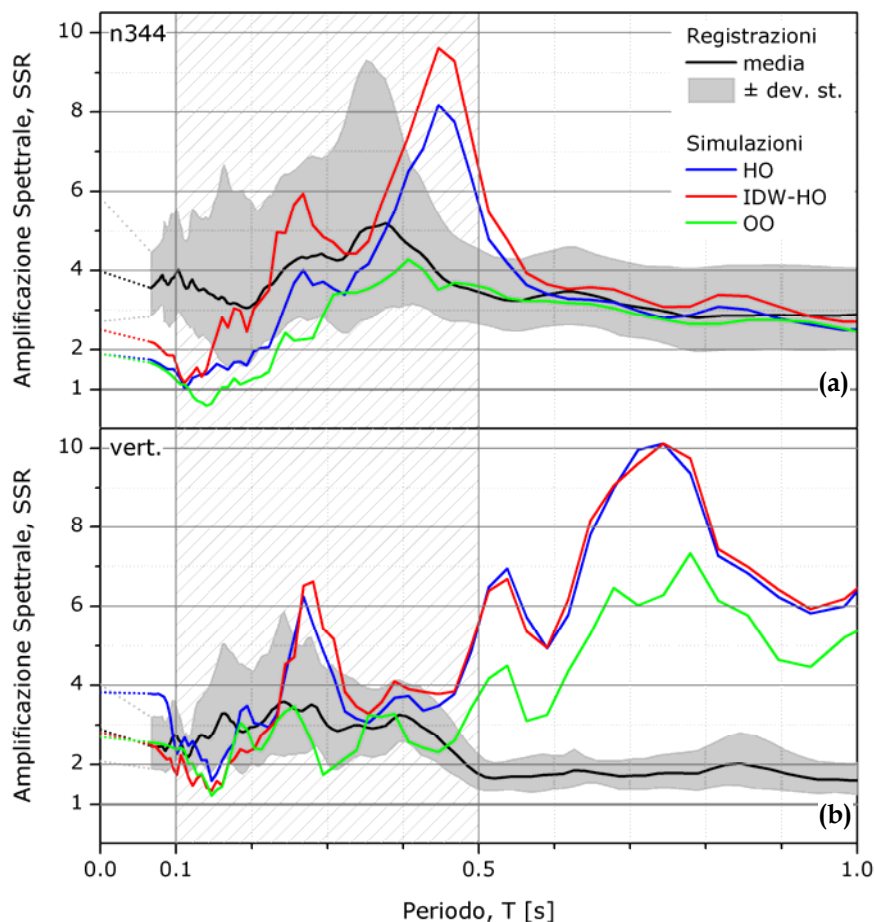 n344
Registrazioni
media
± dev. st.
Simulazioni
HO
IDW-HO
OO
Amplificazione Spettrale, SSR
10
8
6
4
2
1
(a)
vert.
Amplificazione Spettrale, SSR
10
8
6
4
2
1
(b)
0.0 0.1 0.5 1.0
Periodo, T [s]